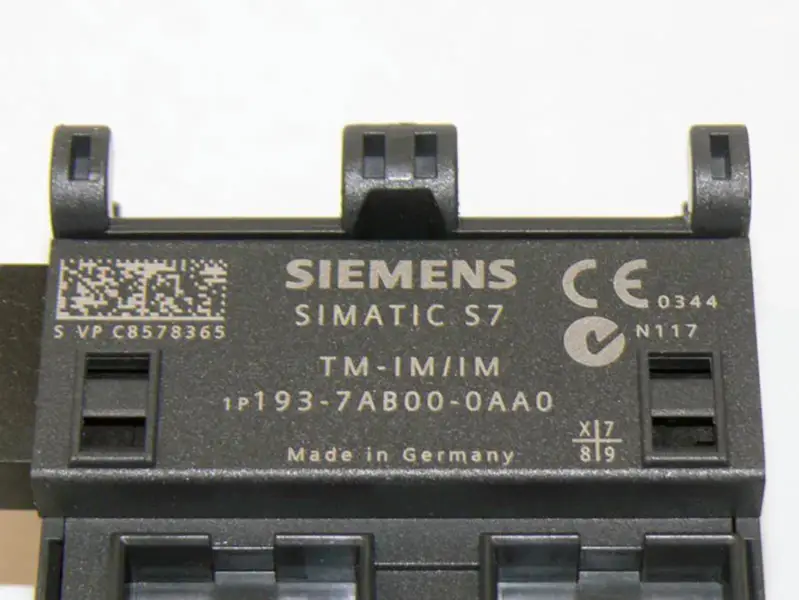 SIEMENS
SIMATIC S7
CE 0344
N117
S VP C8578365
TM-IM/IM
1P193-7AB00-0AA0
X 7
8 9
Made in Germany